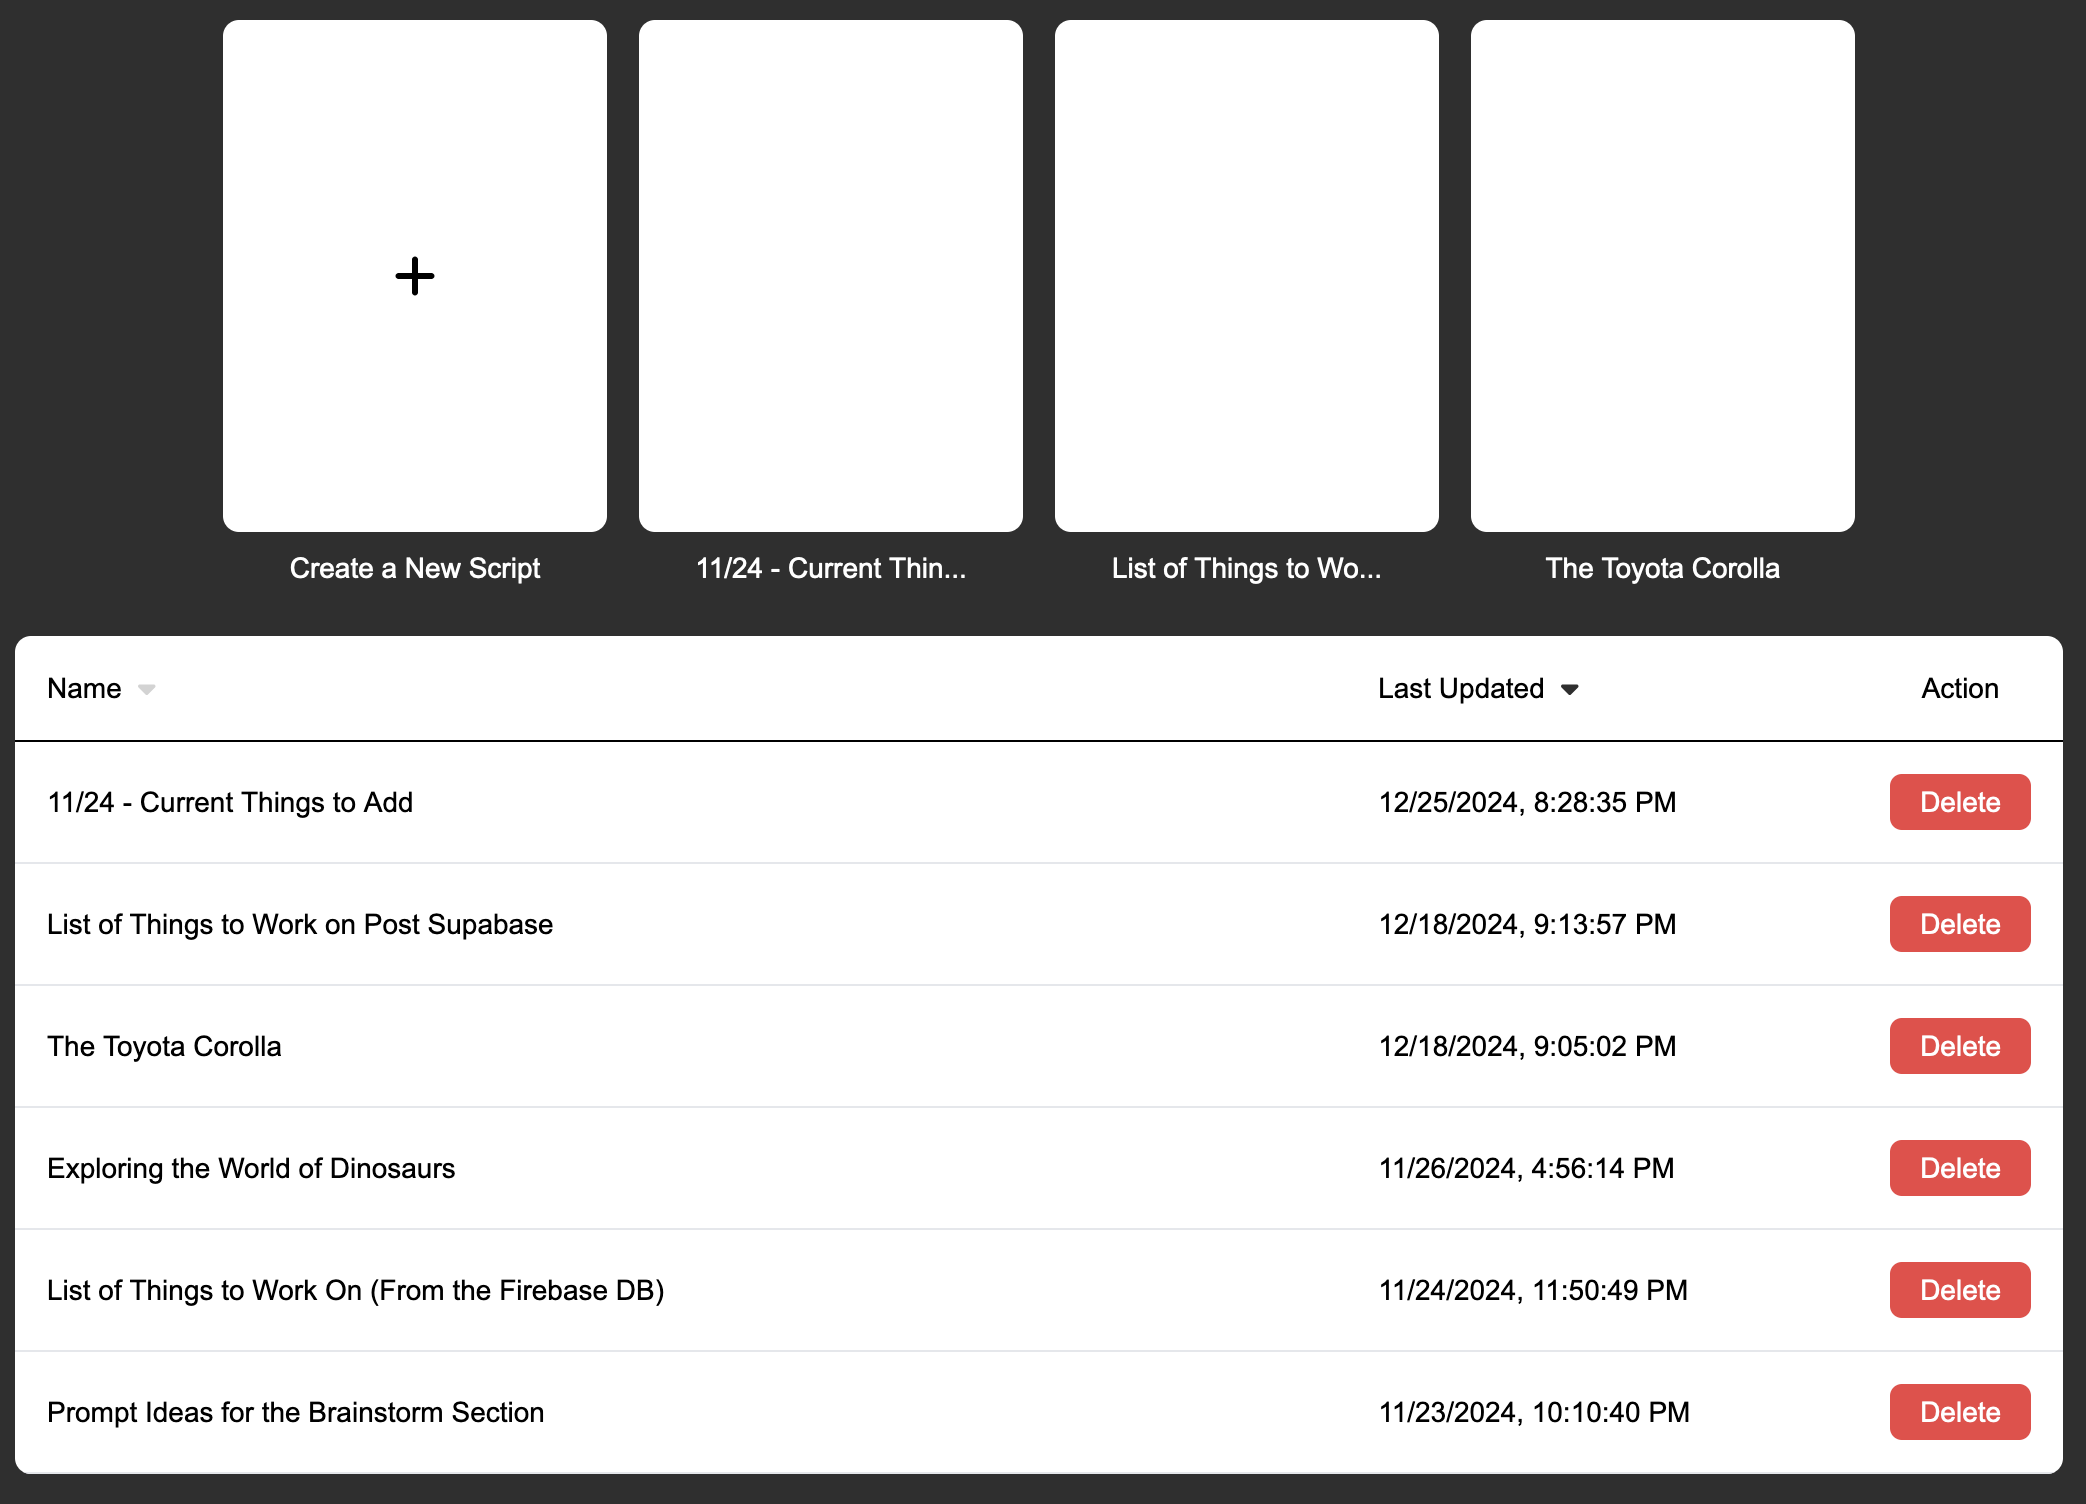 Create a New Script
11/24 - Current Thin...
List of Things to Wo...
The Toyota Corolla
Name Last Updated Action
11/24 - Current Things to Add 12/25/2024, 8:28:35 PM Delete
List of Things to Work on Post Supabase 12/18/2024, 9:13:57 PM Delete
The Toyota Corolla 12/18/2024, 9:05:02 PM Delete
Exploring the World of Dinosaurs 11/26/2024, 4:56:14 PM Delete
List of Things to Work On (From the Firebase DB) 11/24/2024, 11:50:49 PM Delete
Prompt Ideas for the Brainstorm Section 11/23/2024, 10:10:40 PM Delete